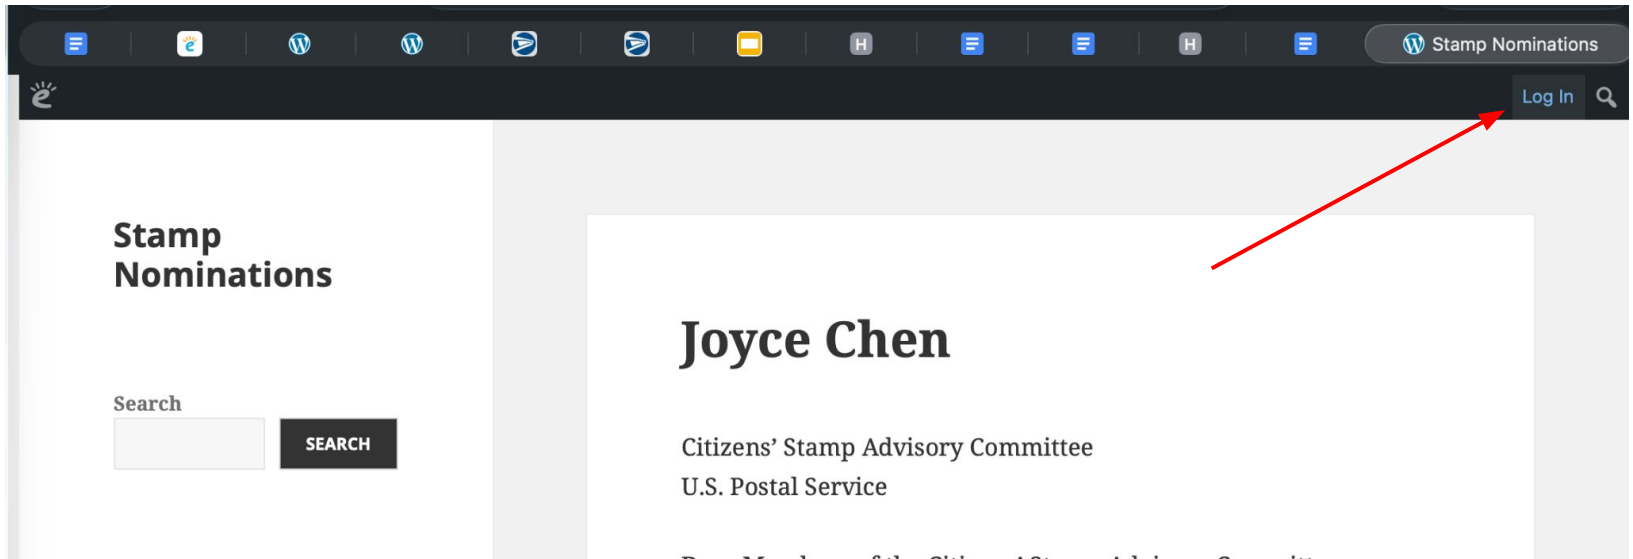 Stamp Nominations
Log In
Stamp
Nominations
Search
SEARCH
Joyce Chen
Citizens’ Stamp Advisory Committee
U.S. Postal Service